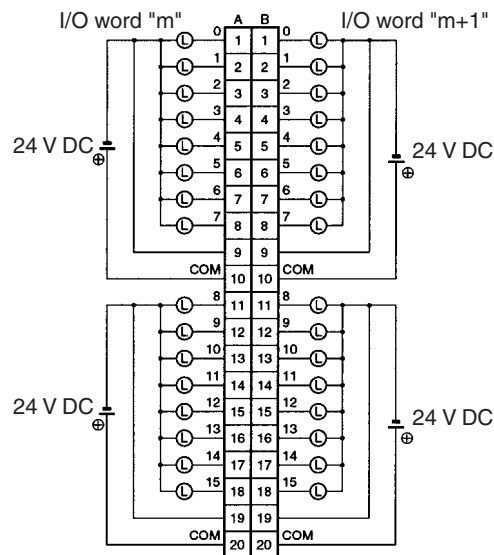 I/O word "m" I/O word "m+1"
A B
0 L 1 1 L 0
1 L 2 2 L 1
2 L 3 3 L 2
3 L 4 4 L 3
24 V DC 4 L 5 5 L 4 24 V DC
⊕ 5 L 6 6 L 5 ⊕
6 L 7 7 L 6
7 L 8 8 L 7
9 9
COM 10 10 COM
8 L 11 11 L 8
9 L 12 12 L 9
10 L 13 13 L 10
11 L 14 14 L 11
24 V DC 12 L 15 15 L 12 24 V DC
⊕ 13 L 16 16 L 13 ⊕
14 L 17 17 L 14
15 L 18 18 L 15
19 19
COM 20 20 COM